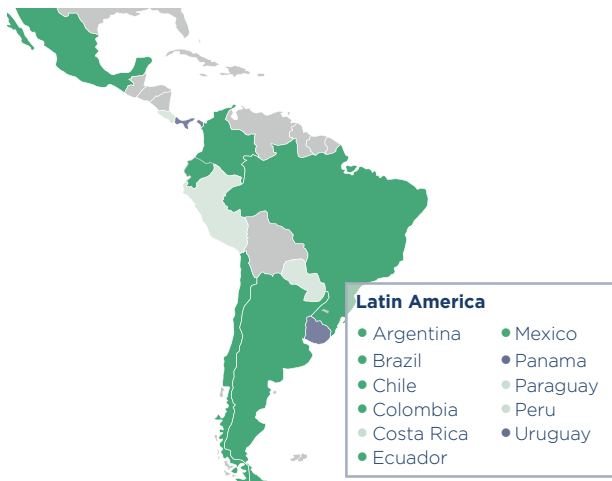 Latin America
Argentina
Brazil
Chile
Colombia
Costa Rica
Ecuador
Mexico
Panama
Paraguay
Peru
Uruguay